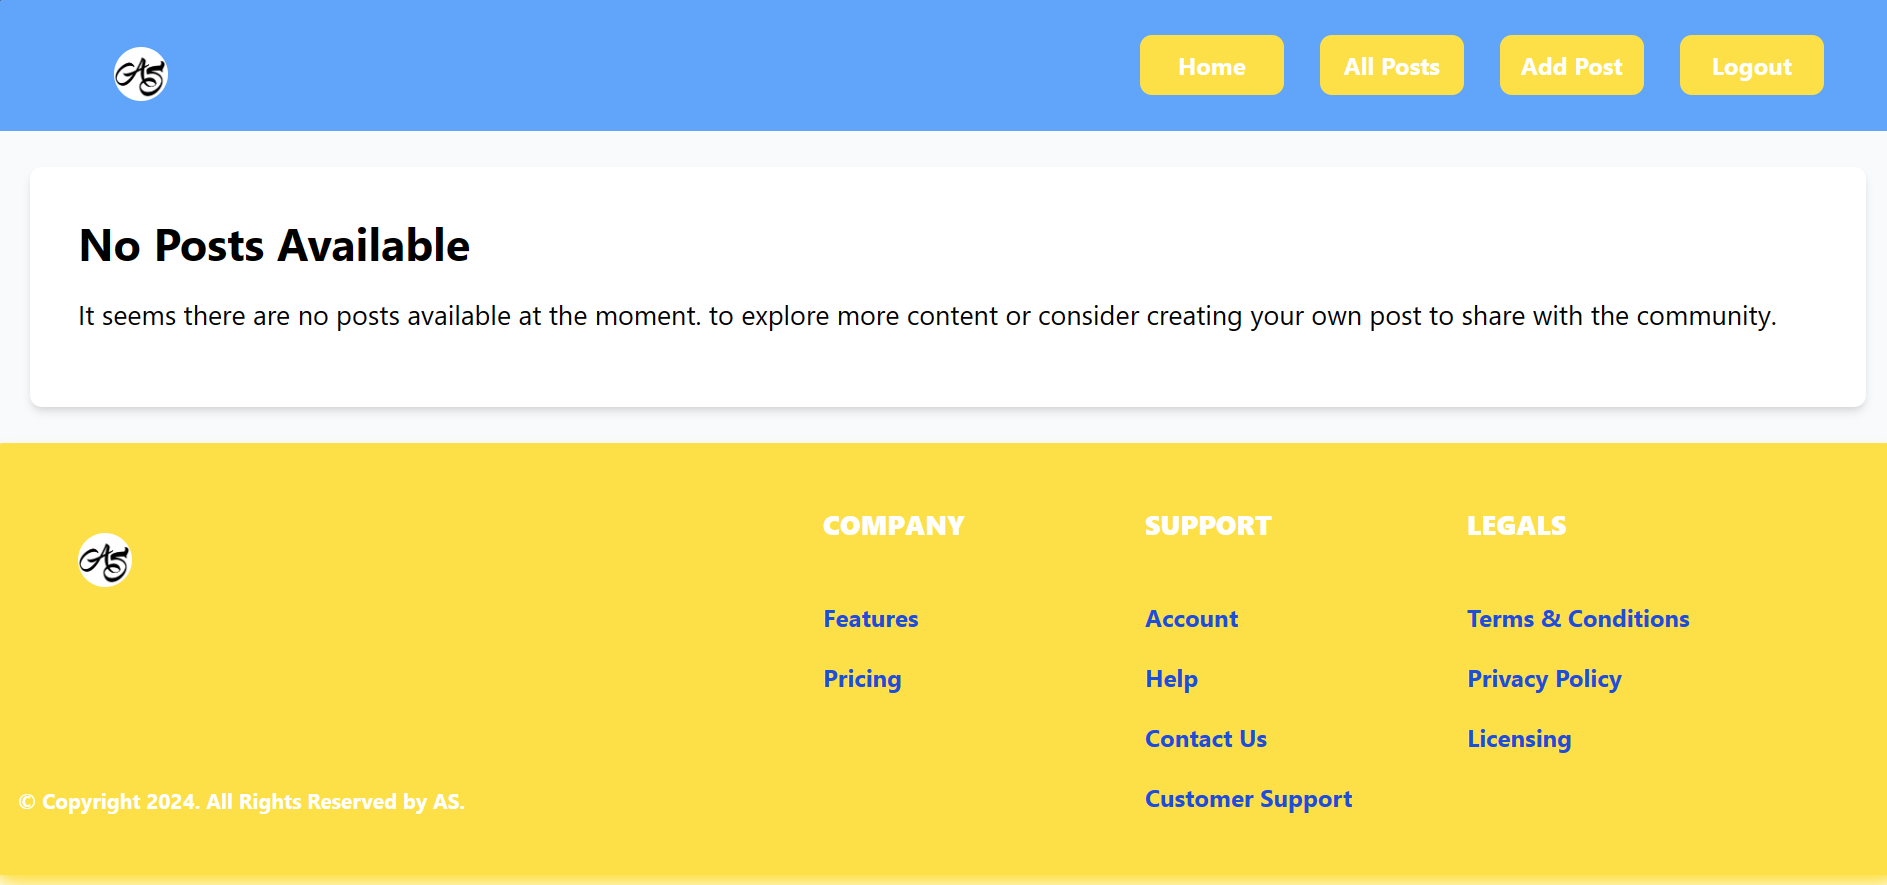 AS
Home
All Posts
Add Post
Logout
No Posts Available
It seems there are no posts available at the moment. to explore more content or consider creating your own post to share with the community.
AS
COMPANY
Features
Pricing
SUPPORT
Account
Help
Contact Us
Customer Support
LEGALS
Terms & Conditions
Privacy Policy
Licensing
© Copyright 2024. All Rights Reserved by AS.